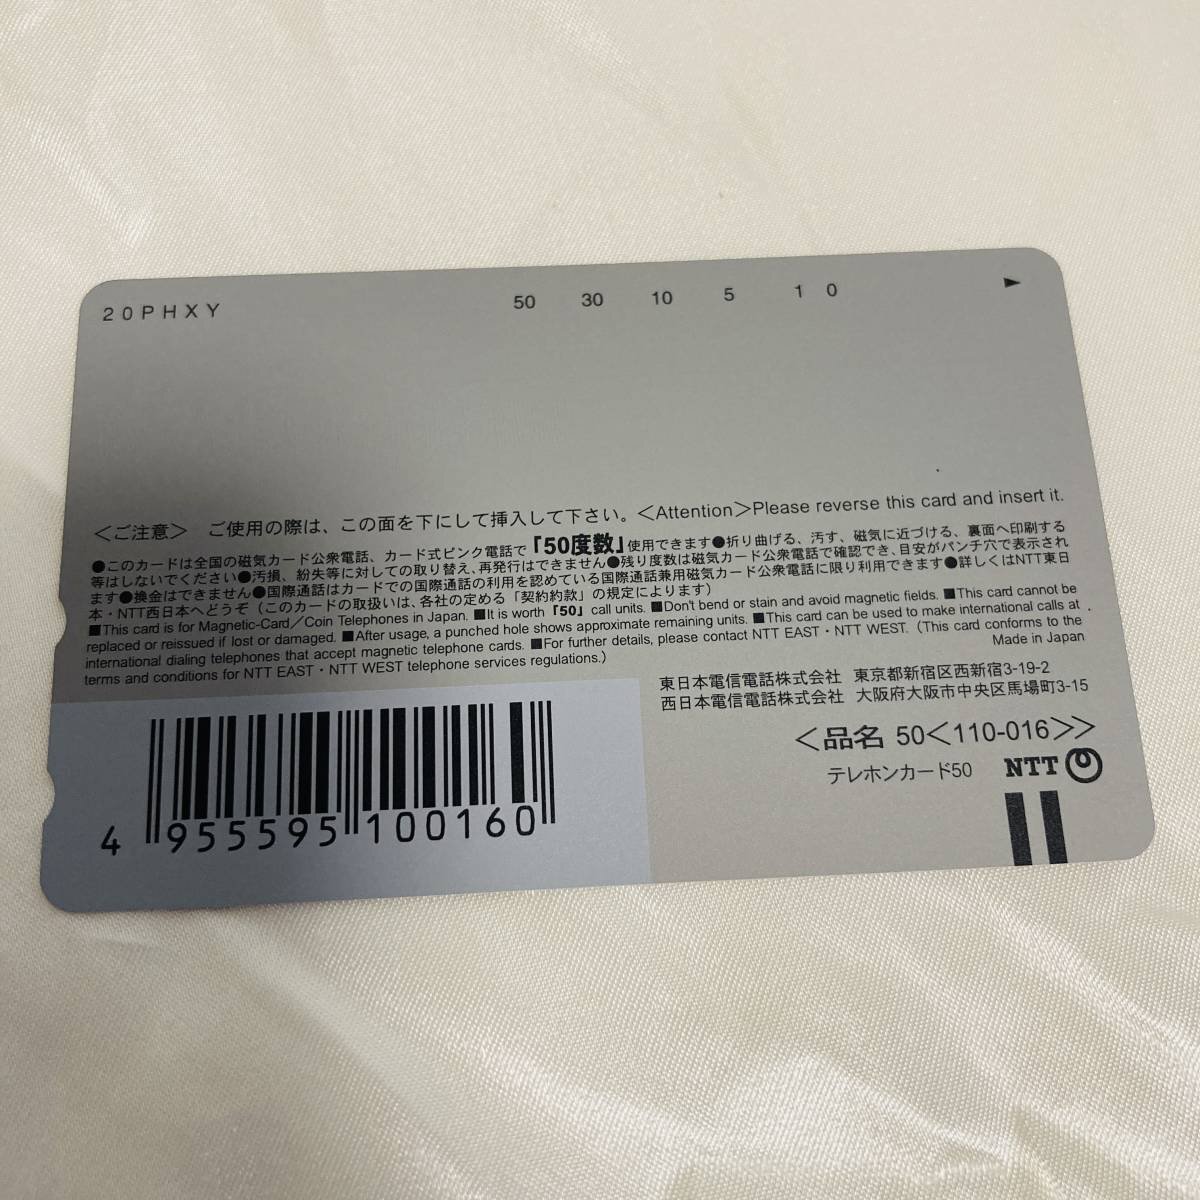 20PHXY 50 30 10 5 1 0
＜ご注意＞ ご使用の際は、この面を下にして挿入して下さい。＜Attention＞Please reverse this card and insert it.
●このカードは全国の磁気カード公衆電話、カード式ピンク電話で「50度数」使用できます●折り曲げる、汚す、磁気に近づける、裏面へ印刷する
等はしないでください●汚損、紛失等に対しての取り替え、再発行はできません●残り度数は磁気カード公衆電話で確認でき、目安がパンチ穴で表示され
ます●換金はできません●国際通話はカードでの国際通話の利用を認めている国際通話兼用磁気カード公衆電話に限り利用できます●詳しくはNTT東日
本・NTT西日本へどうぞ（このカードの取扱いは、各社の定める「契約約款」の規定によります）
■This card is for Magnetic-Card／Coin Telephones in Japan. ■It is worth「50」call units. ■Don't bend or stain and avoid magnetic fields. ■This card cannot be
replaced or reissued if lost or damaged. ■After usage, a punched hole shows approximate remaining units. ■This card can be used to make international calls at
international dialing telephones that accept magnetic telephone cards. ■For further details, please contact NTT EAST・NTT WEST. (This card conforms to the
terms and conditions for NTT EAST・NTT WEST telephone services regulations.)
Made in Japan
東日本電信電話株式会社 東京都新宿区西新宿3-19-2
西日本電信電話株式会社 大阪府大阪市中央区馬場町3-15
＜品名 50＜110-016＞＞
テレホンカード50 NTT
4 955595 100160